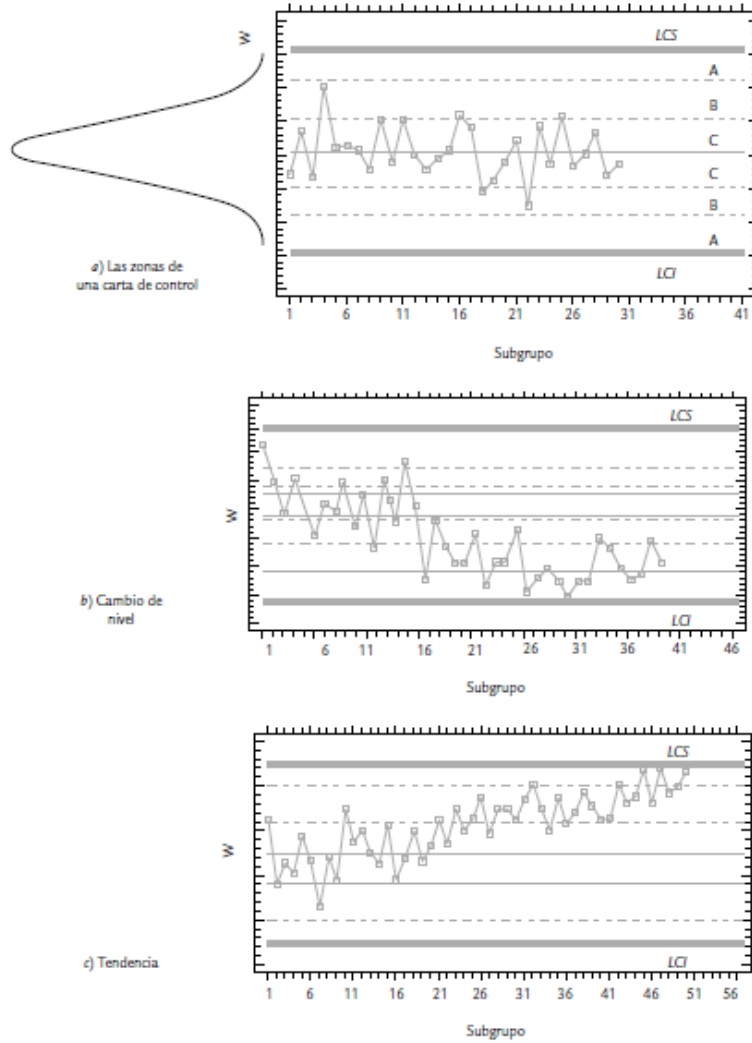 W
LCS
A
B
C
C
B
A
LCI
a) Las zonas de
una carta de control
1 6 11 16 21 26 31 36 41
Subgrupo
W
LCS
b) Cambio de
nivel
LCI
1 6 11 16 21 26 31 36 41 46
Subgrupo
W
LCS
c) Tendencia
LCI
1 6 11 16 21 26 31 36 41 46 51 56
Subgrupo